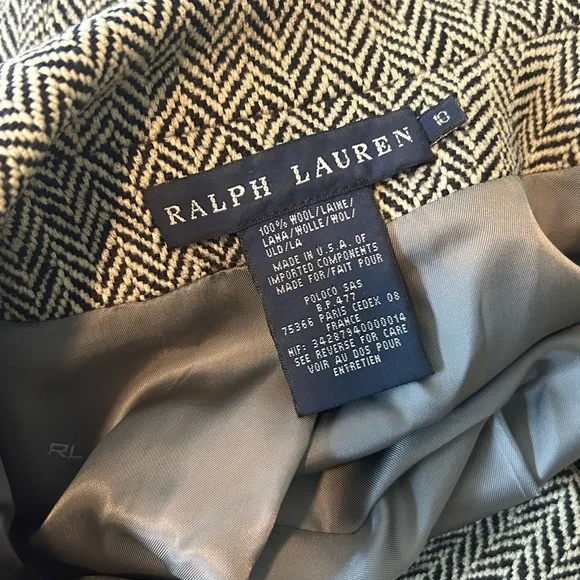 RALPH LAUREN
10
100% WOOL/LAINE/
LANA/WOLLE/WOL/
ULD/LA
MADE IN U.S.A. OF
IMPORTED COMPONENTS
MADE FOR/FAIT POUR
POLOCO SAS
B.P.477
75366 PARIS CEDEX 08
FRANCE
NIF: 34287940000014
SEE REVERSE FOR CARE
VOIR AU DOS POUR
ENTRETIEN
RL